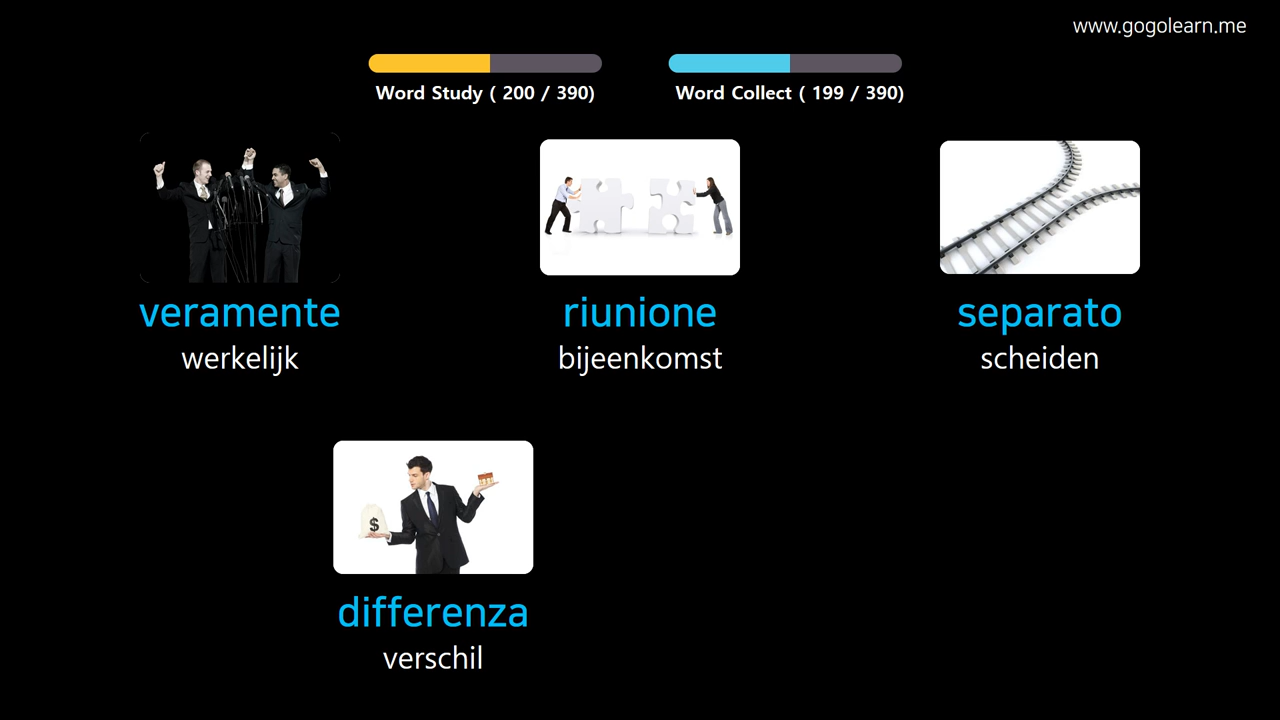 www.gogolearn.me
Word Study ( 200 / 390)
Word Collect ( 199 / 390)
veramente
werkelijk
riunione
bijeenkomst
separato
scheiden
$
differenza
verschil